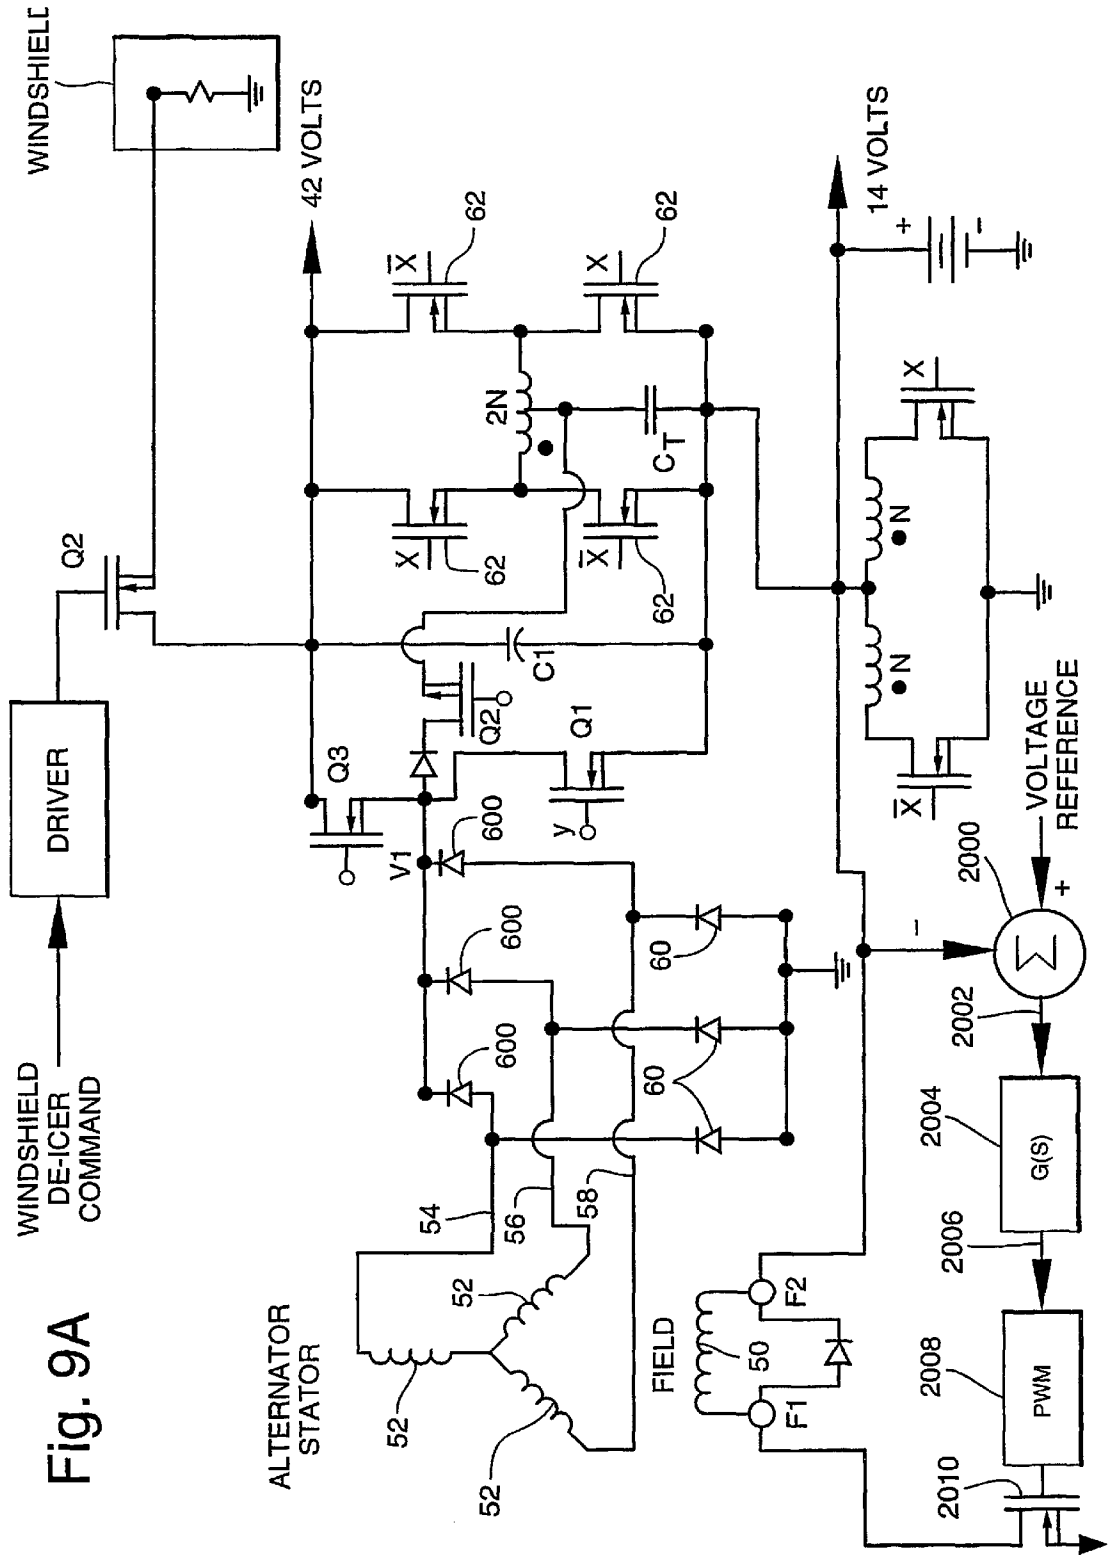 Fig. 9A
WINDSHIELD
DE-ICER
COMMAND
DRIVER
Q2
WINDSHIELD
ALTERNATOR
STATOR
52
52
52
54
56
58
600
600
600
V1
Q3
Q2
Q1
y
C1
42 VOLTS
X
62
X̅
62
2N
CT
X̅
62
X
62
60
60
FIELD
50
F1
F2
14 VOLTS
+
-
N
N
X̅
X
VOLTAGE
REFERENCE
+
-
Σ
2000
2002
G(S)
2004
2006
PWM
2008
2010